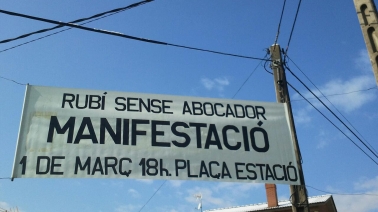 RUBÍ SENSE ABOCADOR
MANIFESTACIÓ
1 DE MARÇ 18h. PLAÇA ESTACIÓ